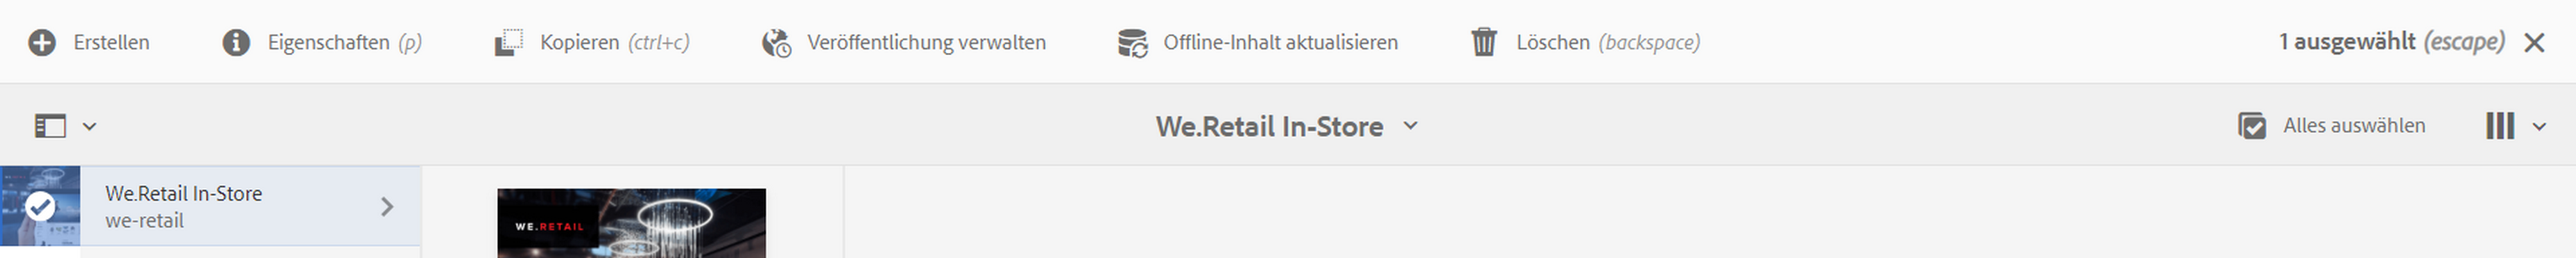 Erstellen Eigenschaften (p) Kopieren (ctrl+c) Veröffentlichung verwalten Offline-Inhalt aktualisieren Löschen (backspace) 1 ausgewählt (escape)
We.Retail In-Store Alles auswählen
We.Retail In-Store
we-retail
WE.RETAIL